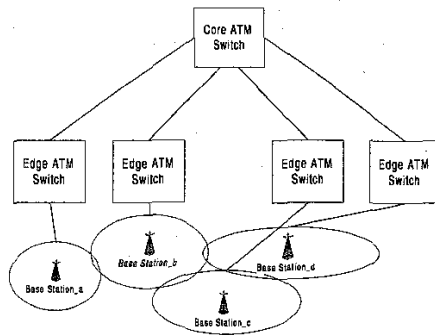 Core ATM
Switch
Edge ATM
Switch
Edge ATM
Switch
Edge ATM
Switch
Edge ATM
Switch
Base Station_a
Base Station_b
Base Station_d
Base Station_c